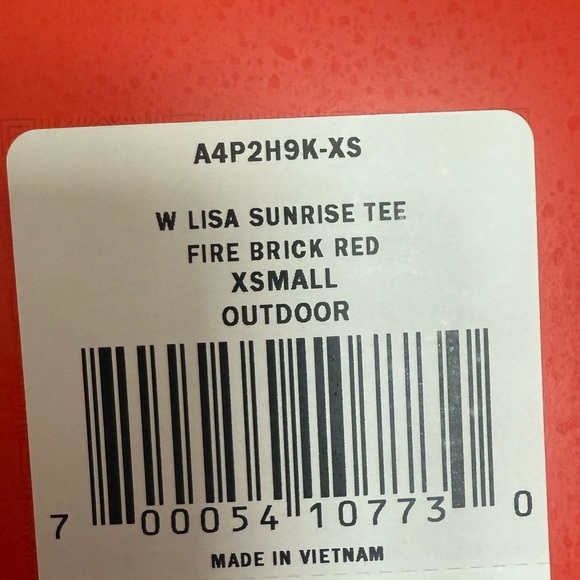 A4P2H9K-XS
W LISA SUNRISE TEE
FIRE BRICK RED
XSMALL
OUTDOOR
7 00054 10773 0
MADE IN VIETNAM